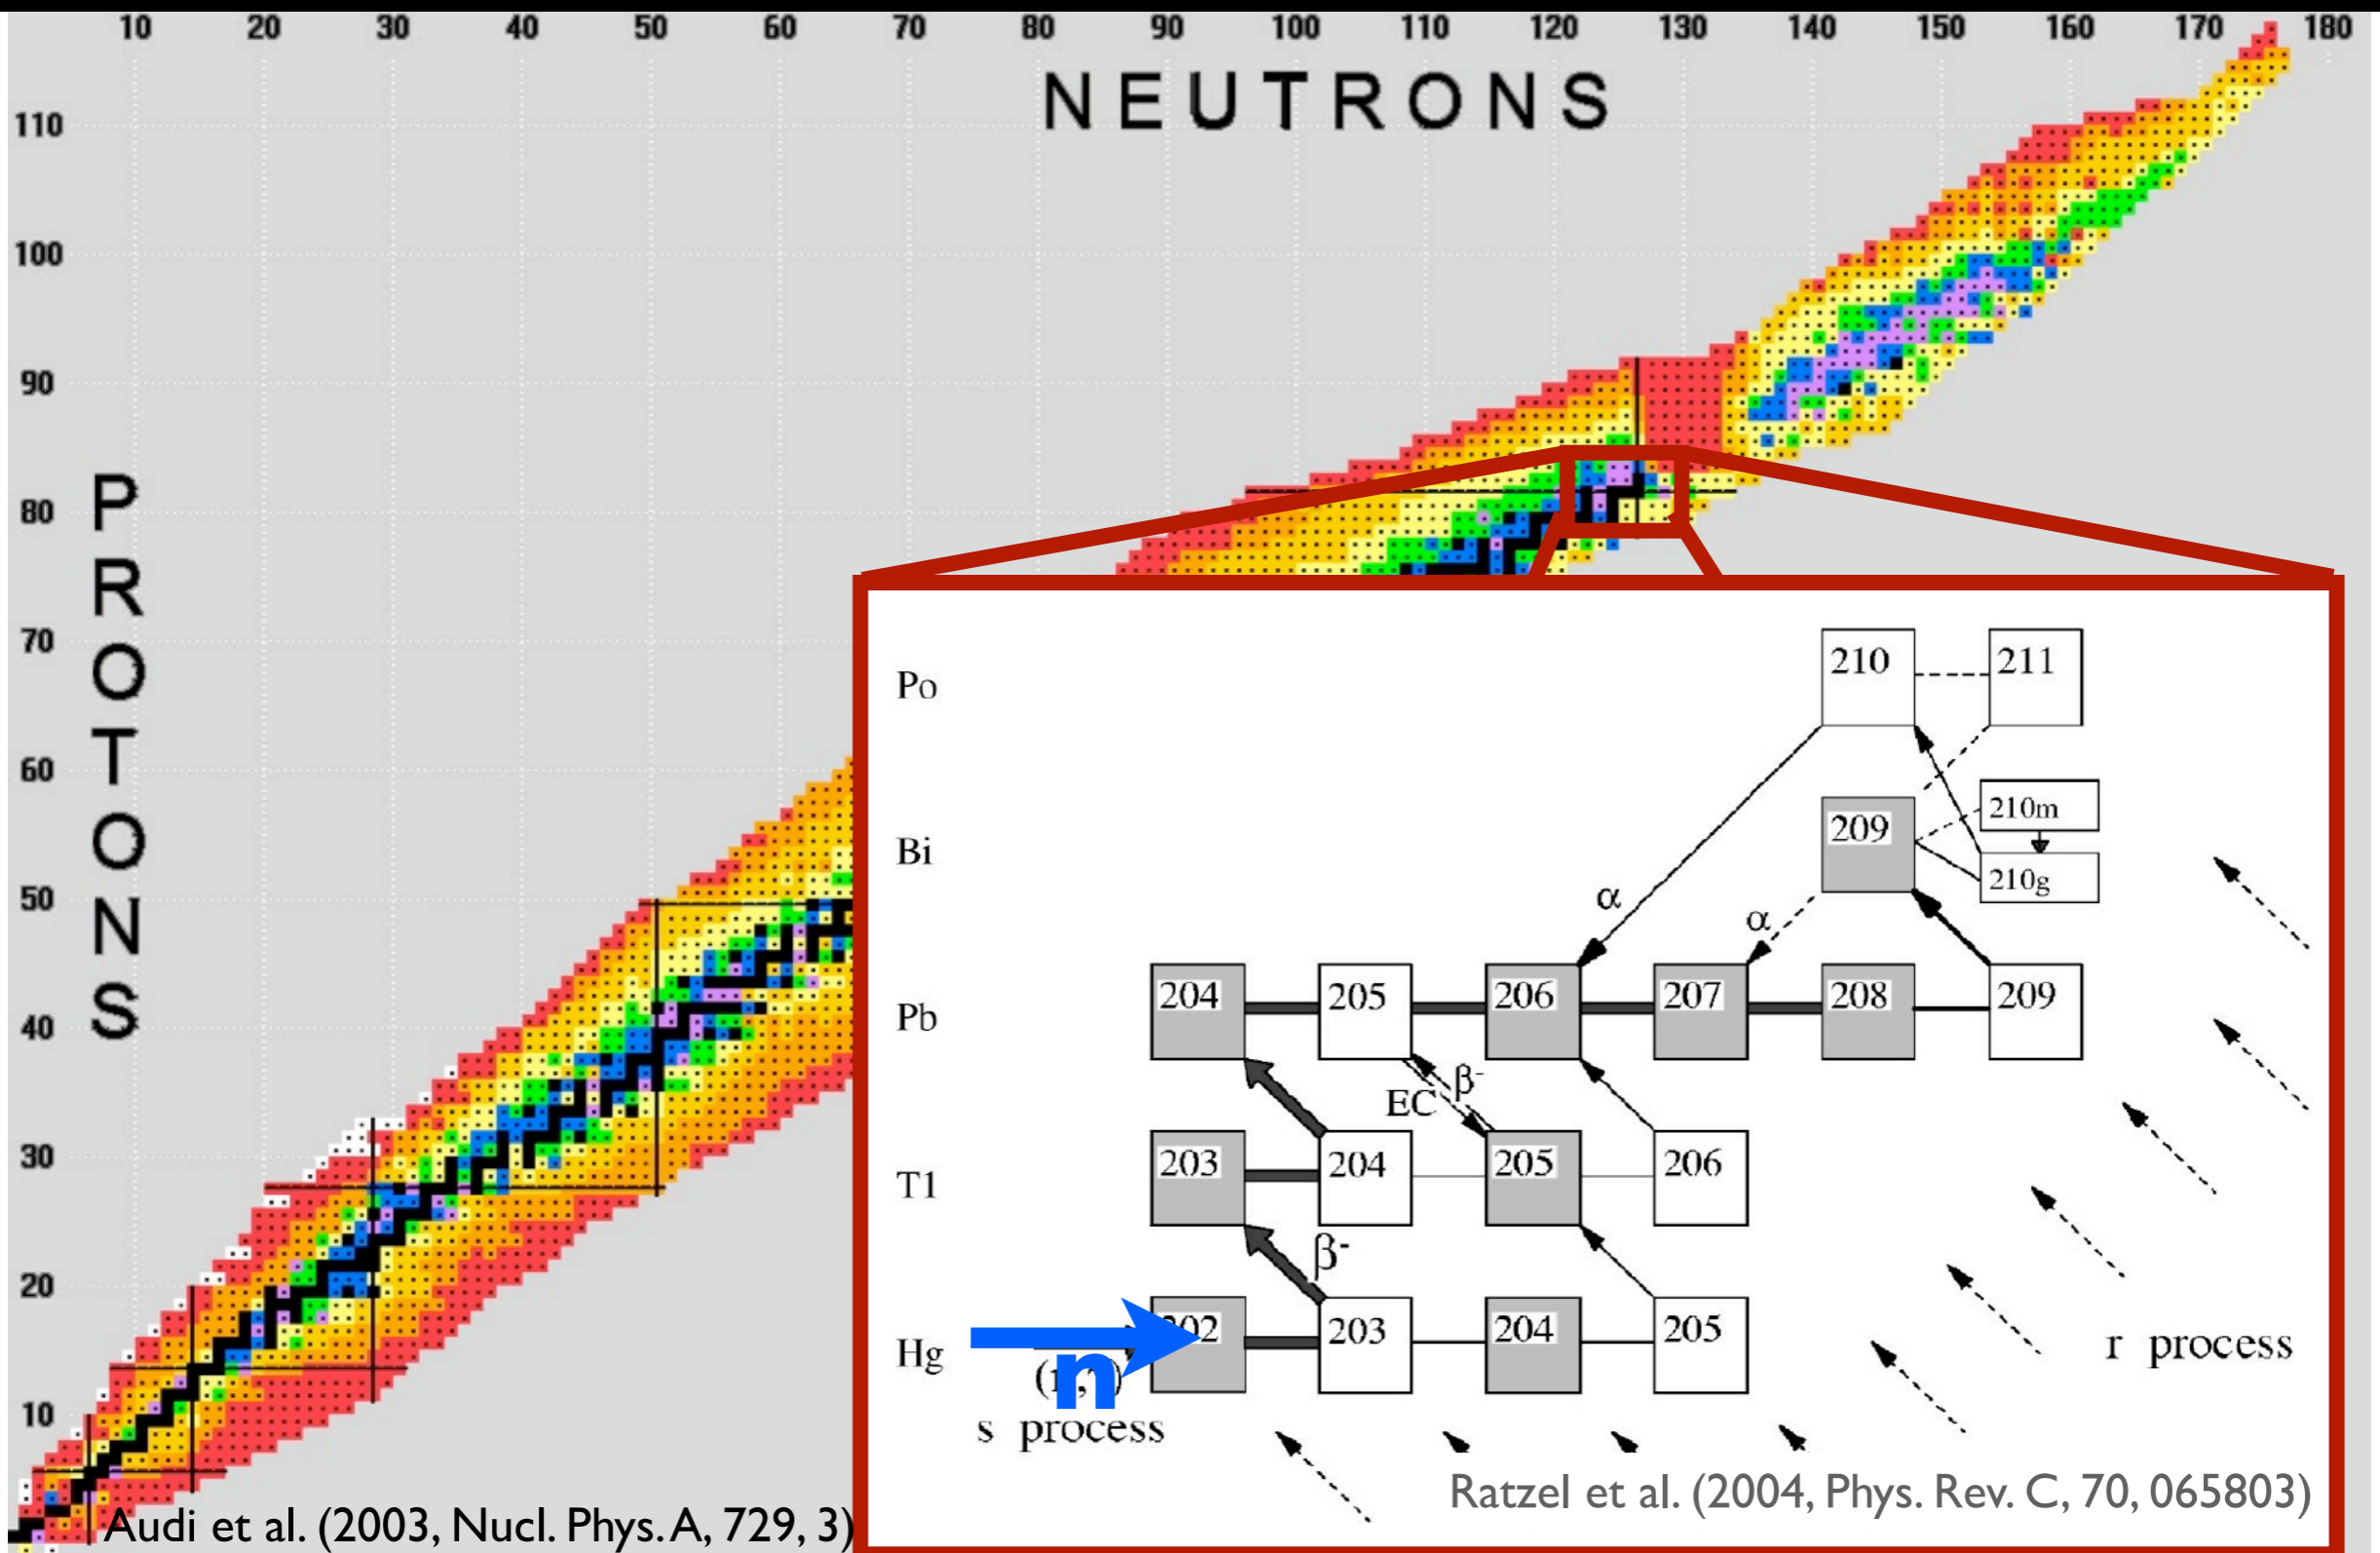 10 20 30 40 50 60 70 80 90 100 110 120 130 140 150 160 170 180
NEUTRONS
110
100
90
80
70
60
50
40
30
20
10
PROTONS
Po
210
211
Bi
209
210m
210g
α
α
Pb
204
205
206
207
208
209
EC
β-
Tl
203
204
205
206
β-
Hg
202
203
204
205
n
s process
r process
Ratzel et al. (2004, Phys. Rev. C, 70, 065803)
Audi et al. (2003, Nucl. Phys. A, 729, 3)